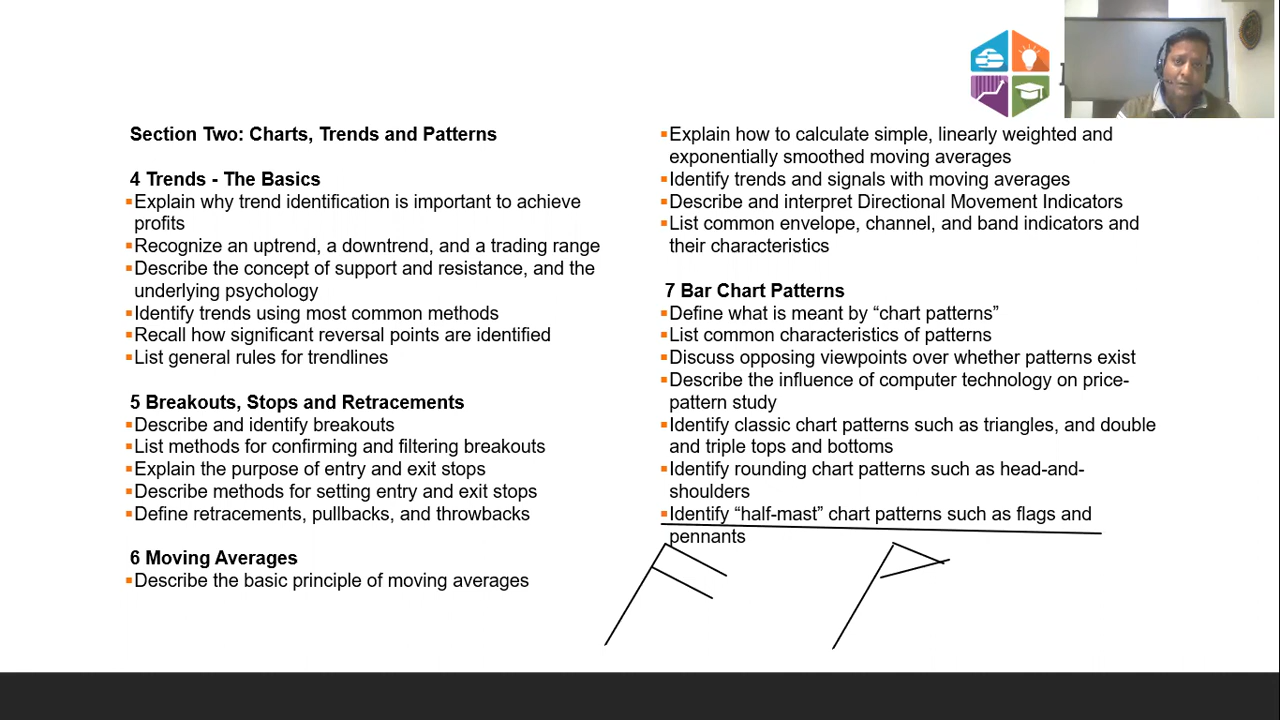 Section Two: Charts, Trends and Patterns
4 Trends - The Basics
▪Explain why trend identification is important to achieve
profits
▪Recognize an uptrend, a downtrend, and a trading range
▪Describe the concept of support and resistance, and the
underlying psychology
▪Identify trends using most common methods
▪Recall how significant reversal points are identified
▪List general rules for trendlines
5 Breakouts, Stops and Retracements
▪Describe and identify breakouts
▪List methods for confirming and filtering breakouts
▪Explain the purpose of entry and exit stops
▪Describe methods for setting entry and exit stops
▪Define retracements, pullbacks, and throwbacks
6 Moving Averages
▪Describe the basic principle of moving averages
▪Explain how to calculate simple, linearly weighted and
exponentially smoothed moving averages
▪Identify trends and signals with moving averages
▪Describe and interpret Directional Movement Indicators
▪List common envelope, channel, and band indicators and
their characteristics
7 Bar Chart Patterns
▪Define what is meant by “chart patterns”
▪List common characteristics of patterns
▪Discuss opposing viewpoints over whether patterns exist
▪Describe the influence of computer technology on price-
pattern study
▪Identify classic chart patterns such as triangles, and double
and triple tops and bottoms
▪Identify rounding chart patterns such as head-and-
shoulders
▪Identify “half-mast” chart patterns such as flags and
pennants